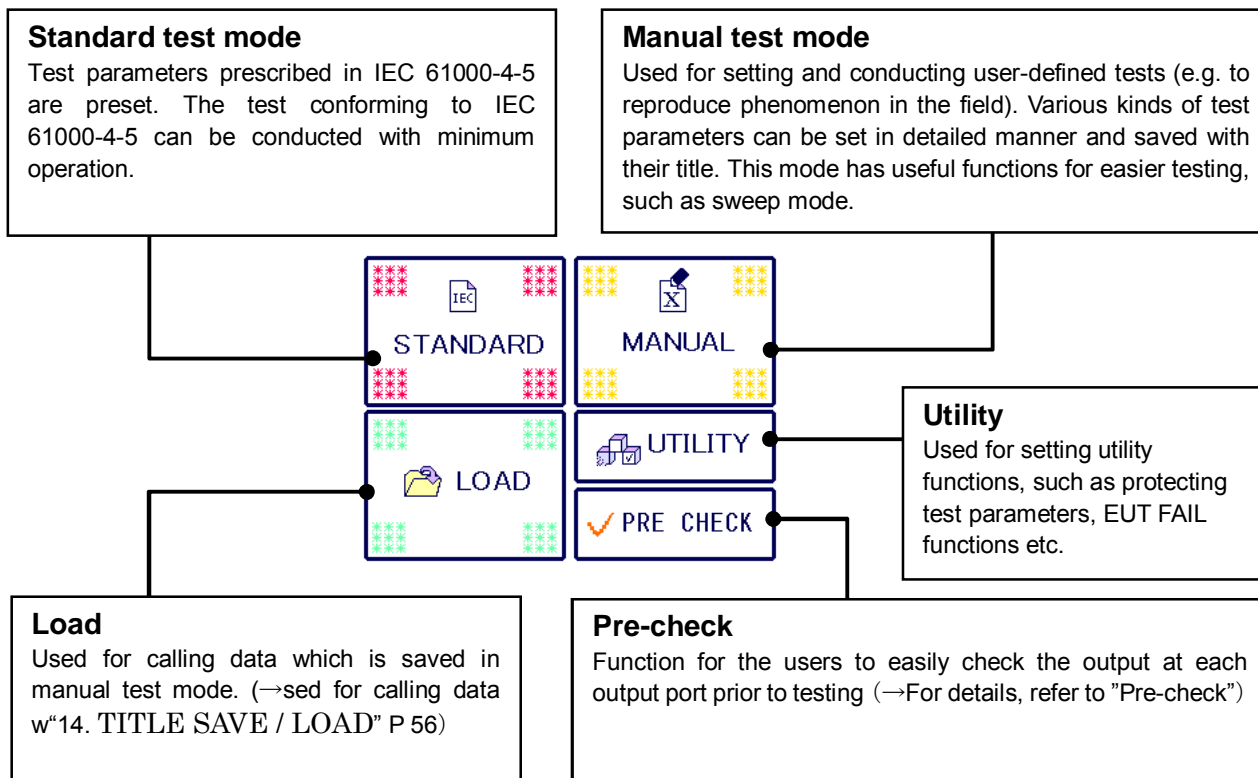 Standard test mode
Test parameters prescribed in IEC 61000-4-5
are preset. The test conforming to IEC
61000-4-5 can be conducted with minimum
operation.
Manual test mode
Used for setting and conducting user-defined tests (e.g. to
reproduce phenomenon in the field). Various kinds of test
parameters can be set in detailed manner and saved with
their title. This mode has useful functions for easier testing,
such as sweep mode.
IEC
STANDARD
X
MANUAL
LOAD
UTILITY
PRE CHECK
Utility
Used for setting utility
functions, such as protecting
test parameters, EUT FAIL
functions etc.
Load
Used for calling data which is saved in
manual test mode. (→sed for calling data
w“14. TITLE SAVE / LOAD” P 56)
Pre-check
Function for the users to easily check the output at each
output port prior to testing (→For details, refer to ”Pre-check”)